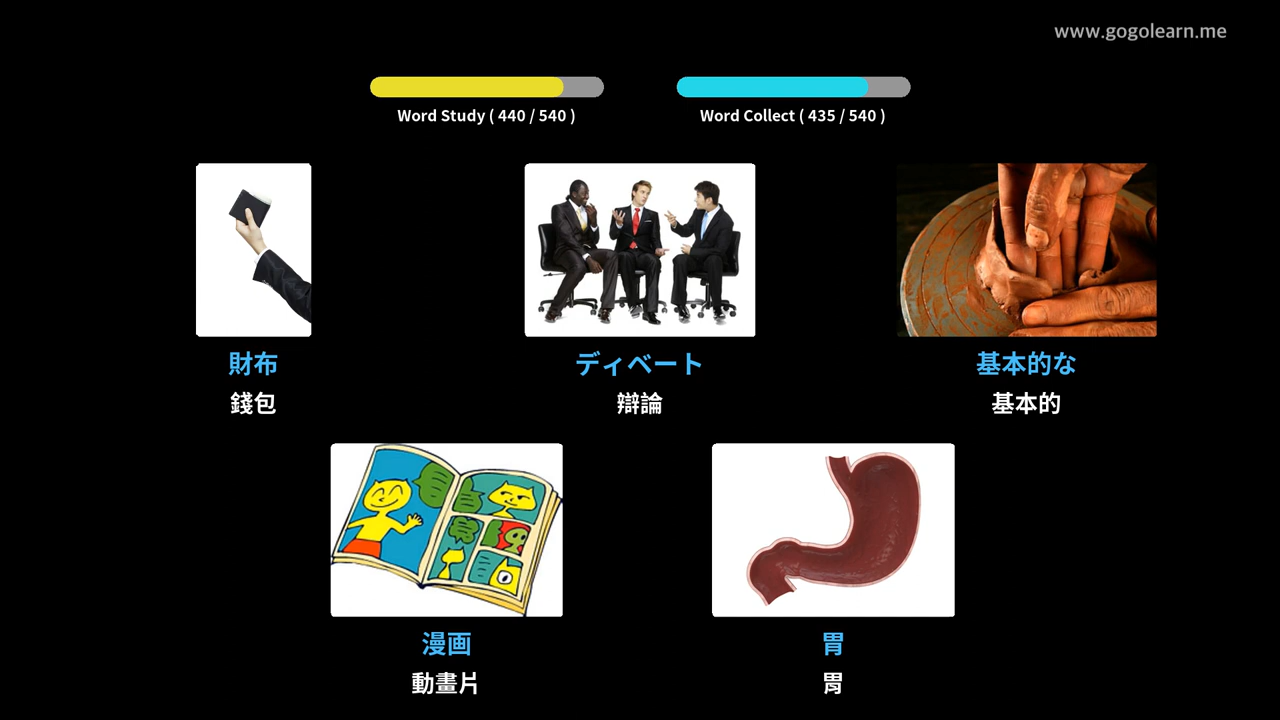 www.gogolearn.me
Word Study ( 440 / 540 )
Word Collect ( 435 / 540 )
財布
錢包
ディベート
辯論
基本的な
基本的
漫画
動畫片
胃
胃